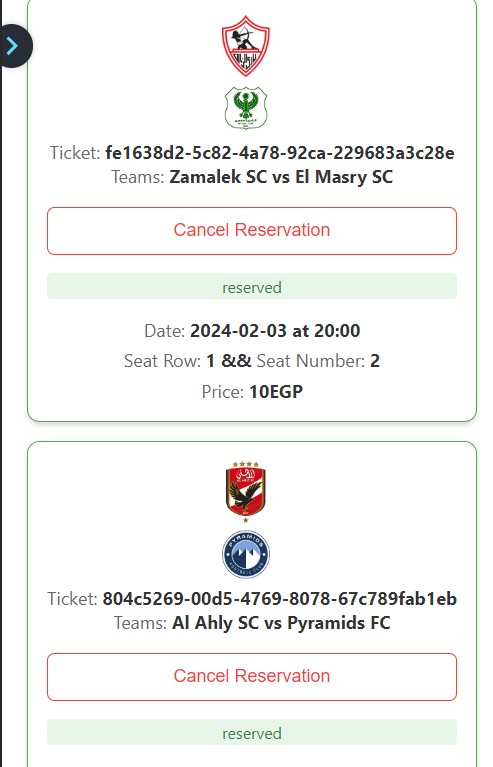 Ticket: fe1638d2-5c82-4a78-92ca-229683a3c28e
Teams: Zamalek SC vs El Masry SC
Cancel Reservation
reserved
Date: 2024-02-03 at 20:00
Seat Row: 1 && Seat Number: 2
Price: 10EGP
PYRAMIDS
Ticket: 804c5269-00d5-4769-8078-67c789fab1eb
Teams: Al Ahly SC vs Pyramids FC
Cancel Reservation
reserved